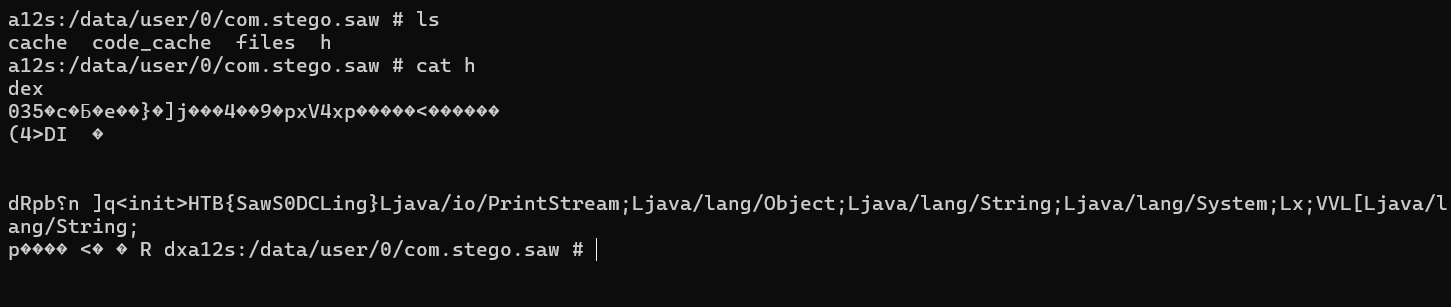 a12s:/data/user/0/com.stego.saw # ls
cache  code_cache  files  h
a12s:/data/user/0/com.stego.saw # cat h
dex
035�c�Б�e��}�]j���4��9�pxV4xp�����<������
(4>DI  �
dRpb؟n ]q<init>HTB{SawS0DCLing}Ljava/io/PrintStream;Ljava/lang/Object;Ljava/lang/String;Ljava/lang/System;Lx;VVL[Ljava/l
ang/String;
p���� <� � R dxa12s:/data/user/0/com.stego.saw #